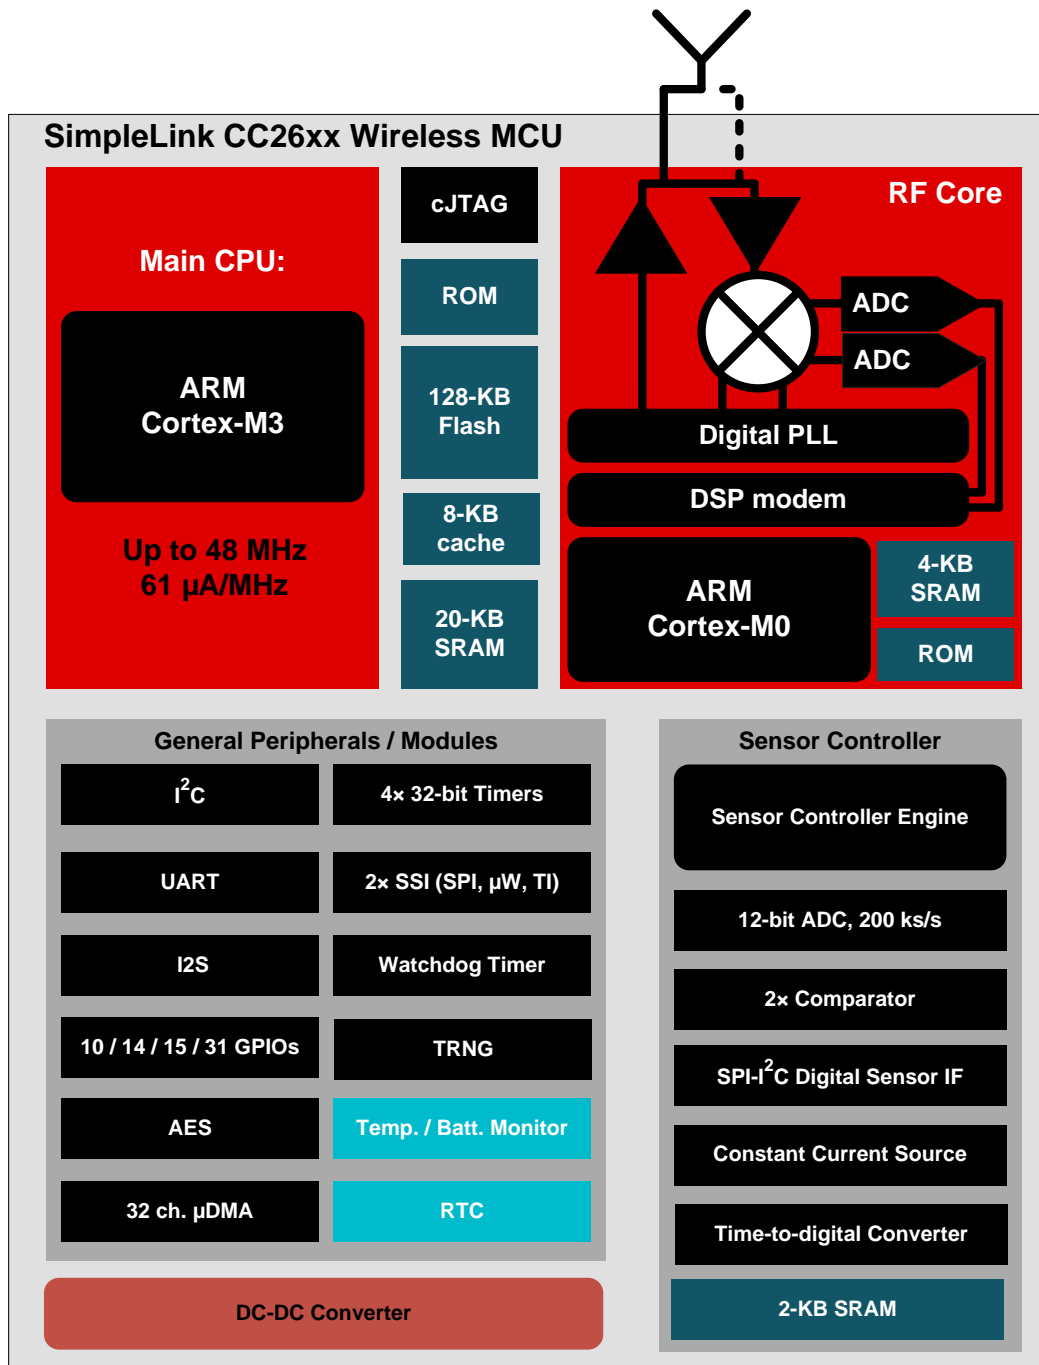 SimpleLink CC26xx Wireless MCU
Main CPU:
ARM
Cortex-M3
Up to 48 MHz
61 µA/MHz
cJTAG
ROM
128-KB
Flash
8-KB
cache
20-KB
SRAM
RF Core
ADC
ADC
Digital PLL
DSP modem
ARM
Cortex-M0
4-KB
SRAM
ROM
General Peripherals / Modules
I²C
4× 32-bit Timers
UART
2× SSI (SPI, µW, TI)
I2S
Watchdog Timer
10 / 14 / 15 / 31 GPIOs
TRNG
AES
Temp. / Batt. Monitor
32 ch. µDMA
RTC
Sensor Controller
Sensor Controller Engine
12-bit ADC, 200 ks/s
2× Comparator
SPI-I²C Digital Sensor IF
Constant Current Source
Time-to-digital Converter
2-KB SRAM
DC-DC Converter